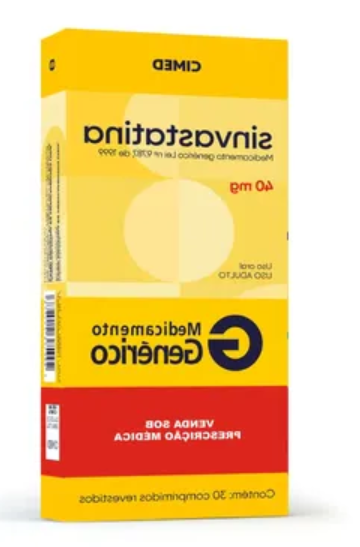 CIMED
sinvastatina
Medicamento genérico Lei nº 9.787, de 1999
40 mg
Uso oral
USO ADULTO
Medicamento
G Genérico
VENDA SOB
PRESCRIÇÃO MÉDICA
Contém: 30 comprimidos revestidos